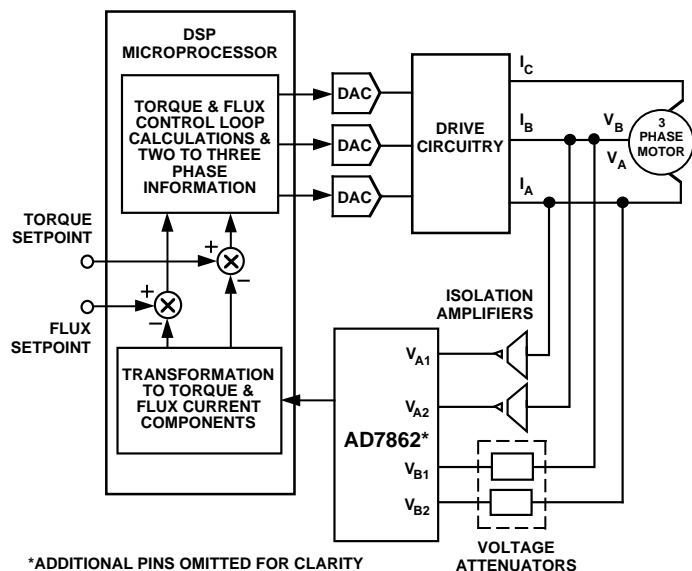 DSP
MICROPROCESSOR
TORQUE & FLUX
CONTROL LOOP
CALCULATIONS &
TWO TO THREE
PHASE
INFORMATION
DAC
DAC
DAC
DRIVE
CIRCUITRY
I_C
I_B
I_A
V_B
V_A
3
PHASE
MOTOR
TORQUE
SETPOINT
+
−
+
−
FLUX
SETPOINT
TRANSFORMATION
TO TORQUE &
FLUX CURRENT
COMPONENTS
ISOLATION
AMPLIFIERS
V_A1
V_A2
AD7862*
V_B1
V_B2
VOLTAGE
ATTENUATORS
*ADDITIONAL PINS OMITTED FOR CLARITY